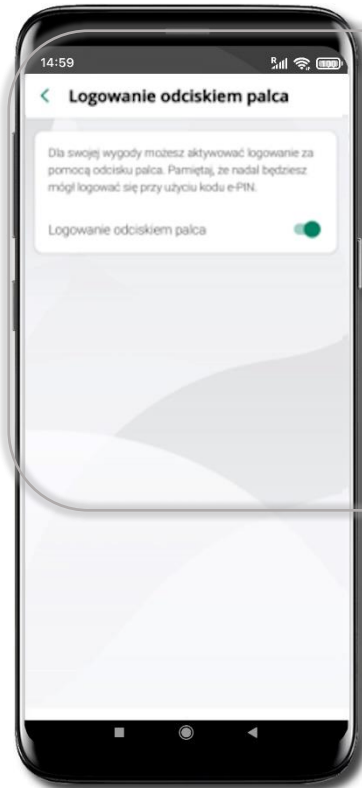 14:59
R
100
Logowanie odciskiem palca
Dla swojej wygody możesz aktywować logowanie za
pomocą odcisku palca. Pamiętaj, że nadal będziesz
mógł logować się przy użyciu kodu e-PIN.
Logowanie odciskiem palca